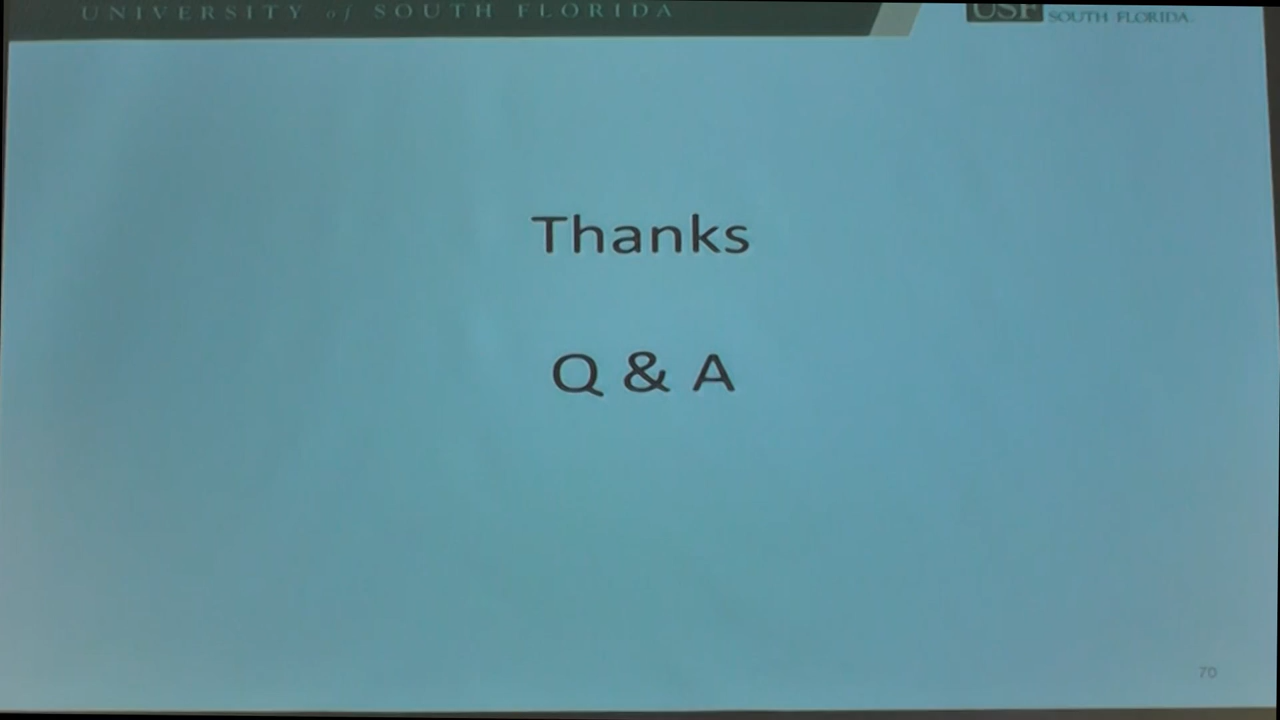 UNIVERSITY of SOUTH FLORIDA
USF SOUTH FLORIDA
Thanks
Q & A
70